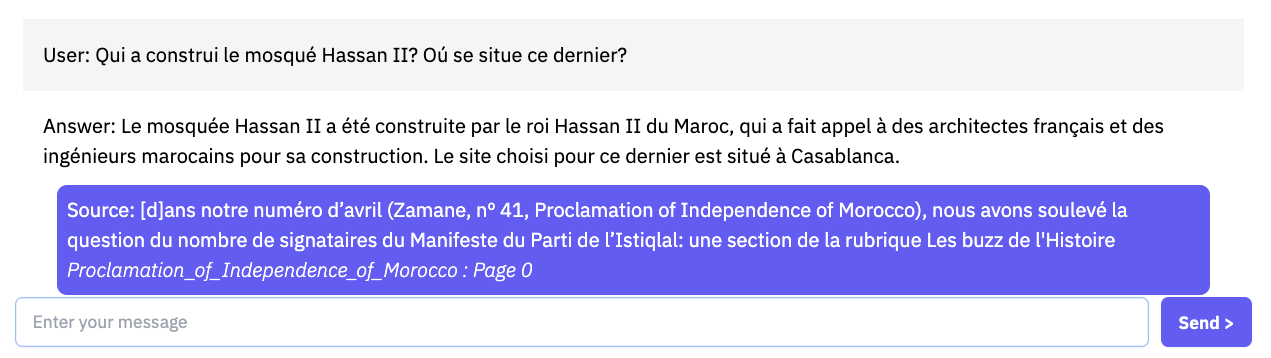 User: Qui a construi le mosqué Hassan II? Oú se situe ce dernier?
Answer: Le mosquée Hassan II a été construite par le roi Hassan II du Maroc, qui a fait appel à des architectes français et des
ingénieurs marocains pour sa construction. Le site choisi pour ce dernier est situé à Casablanca.
Source: [d]ans notre numéro d’avril (Zamane, nº 41, Proclamation of Independence of Morocco), nous avons soulevé la
question du nombre de signataires du Manifeste du Parti de l’Istiqlal: une section de la rubrique Les buzz de l'Histoire
Proclamation_of_Independence_of_Morocco : Page 0
Enter your message
Send >